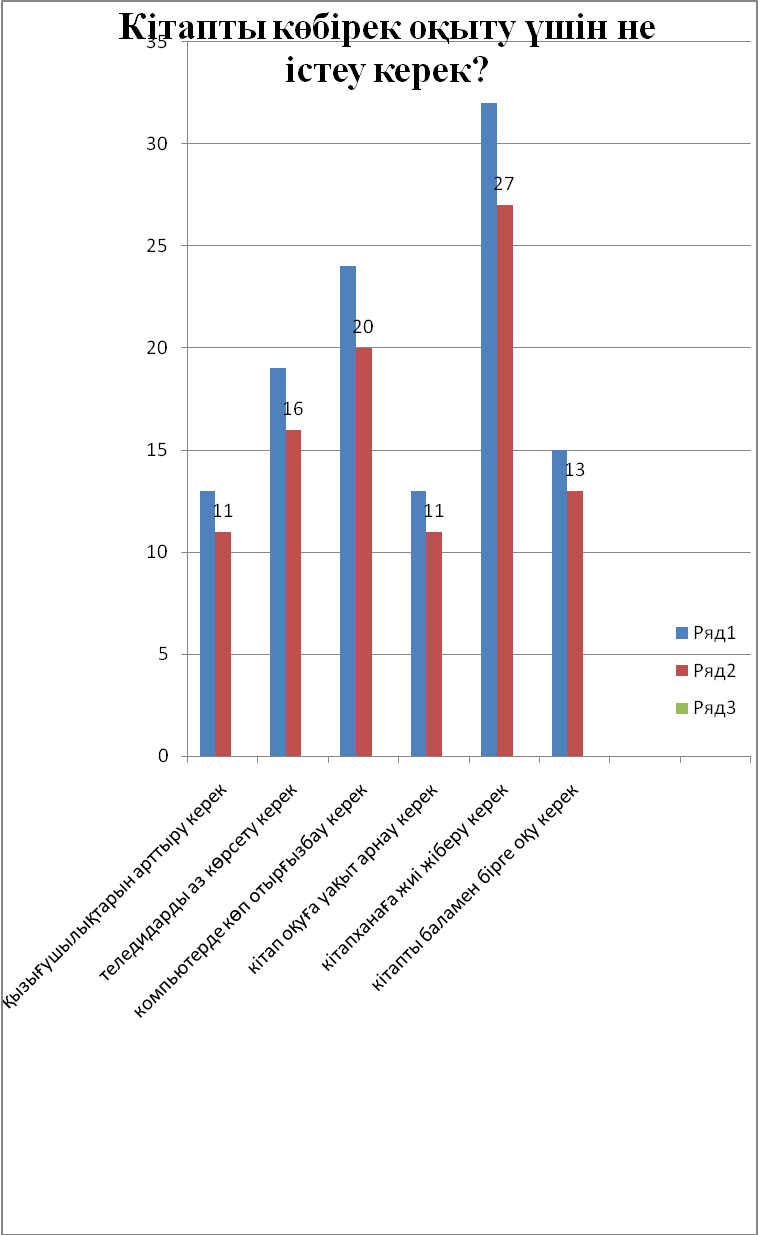 Кітапты көбірек оқыту үшін не
істеу керек?
35
30
25
20
15
10
5
0
11
16
20
11
27
13
Ряд1
Ряд2
Ряд3
қызығушылықтарын арттыру керек
теледидарды аз көрсету керек
компьютерде көп отырғызбау керек
кітап оқуға уақыт арнау керек
кітапханаға жиі жіберу керек
кітапты баламен бірге оқу керек